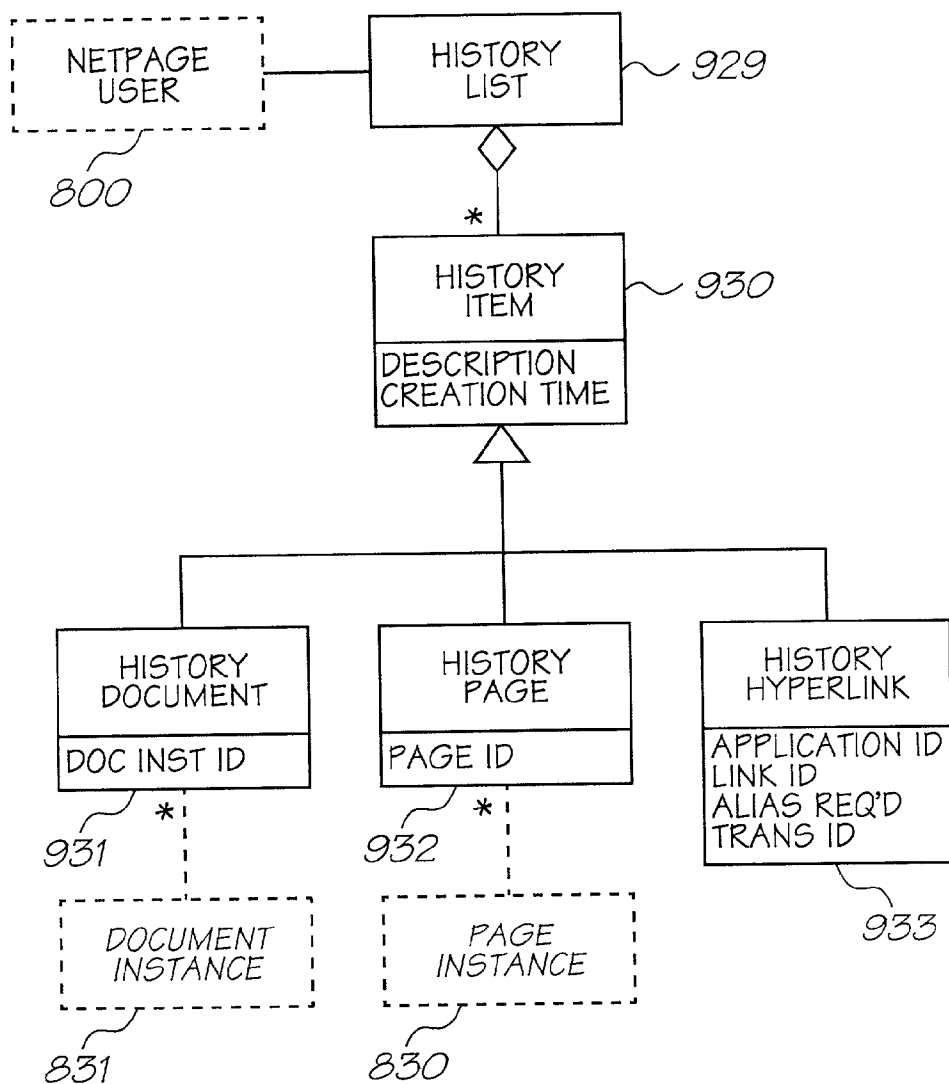 NETPAGE
USER
800
HISTORY
LIST
929
*
HISTORY
ITEM
930
DESCRIPTION
CREATION TIME
HISTORY
DOCUMENT
DOC INST ID
931
*
HISTORY
PAGE
PAGE ID
932
*
HISTORY
HYPERLINK
APPLICATION ID
LINK ID
ALIAS REQ'D
TRANS ID
933
DOCUMENT
INSTANCE
831
PAGE
INSTANCE
830